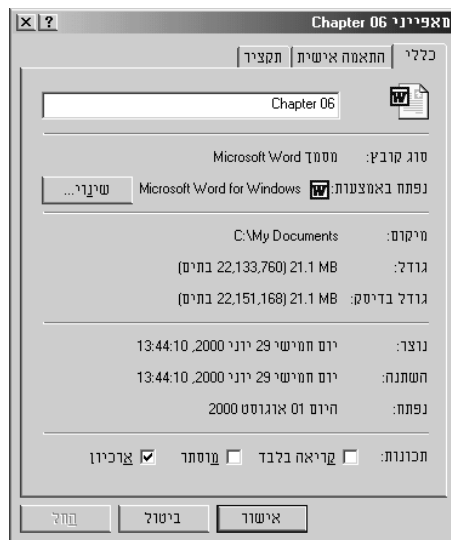 מאפייני Chapter 06
כללי התאמה אישית תקציר
Chapter 06
סוג קובץ: מסמך Microsoft Word
נפתח באמצעות: Microsoft Word for Windows שינוי...
מיקום: C:\My Documents
גודל: 21.1 MB (22,133,760 בתים)
גודל בדיסק: 21.1 MB (22,151,168 בתים)
נוצר: יום חמישי 29 יוני 2000, 13:44:10
השתנה: יום חמישי 29 יוני 2000, 13:44:10
נפתח: היום 01 אוגוסט 2000
תכונות: קריאה בלבד מוסתר ארכיון
אישור ביטול החל